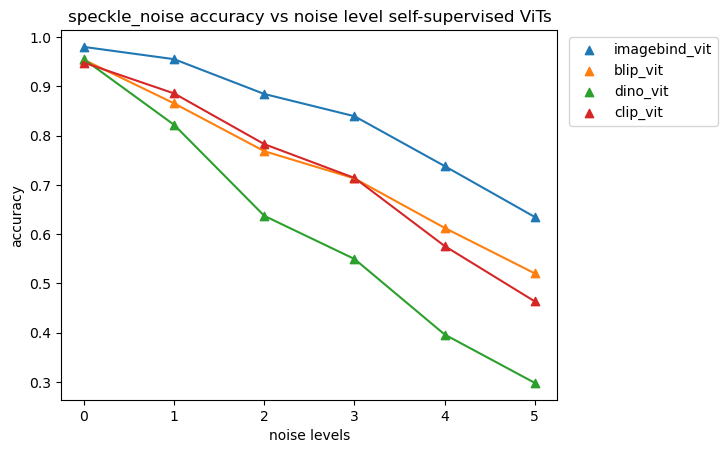 speckle_noise accuracy vs noise level self-supervised ViTs
1.0
0.9
0.8
0.7
0.6
0.5
0.4
0.3
accuracy
0 1 2 3 4 5
noise levels
imagebind_vit
blip_vit
dino_vit
clip_vit